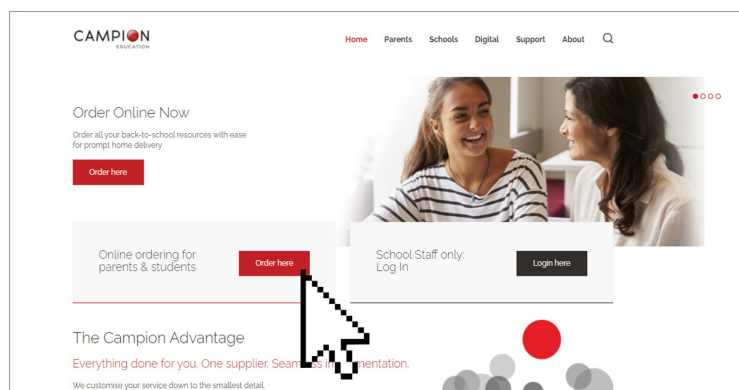 CAMPION
EDUCATION
Home Parents Schools Digital Support About
Order Online Now
Order all your back-to-school resources with ease
for prompt home delivery
Order here
Online ordering for
parents & students
Order here
School Staff only:
Log In
Login here
The Campion Advantage
Everything done for you. One supplier.
We customise your service down to the smallest detail